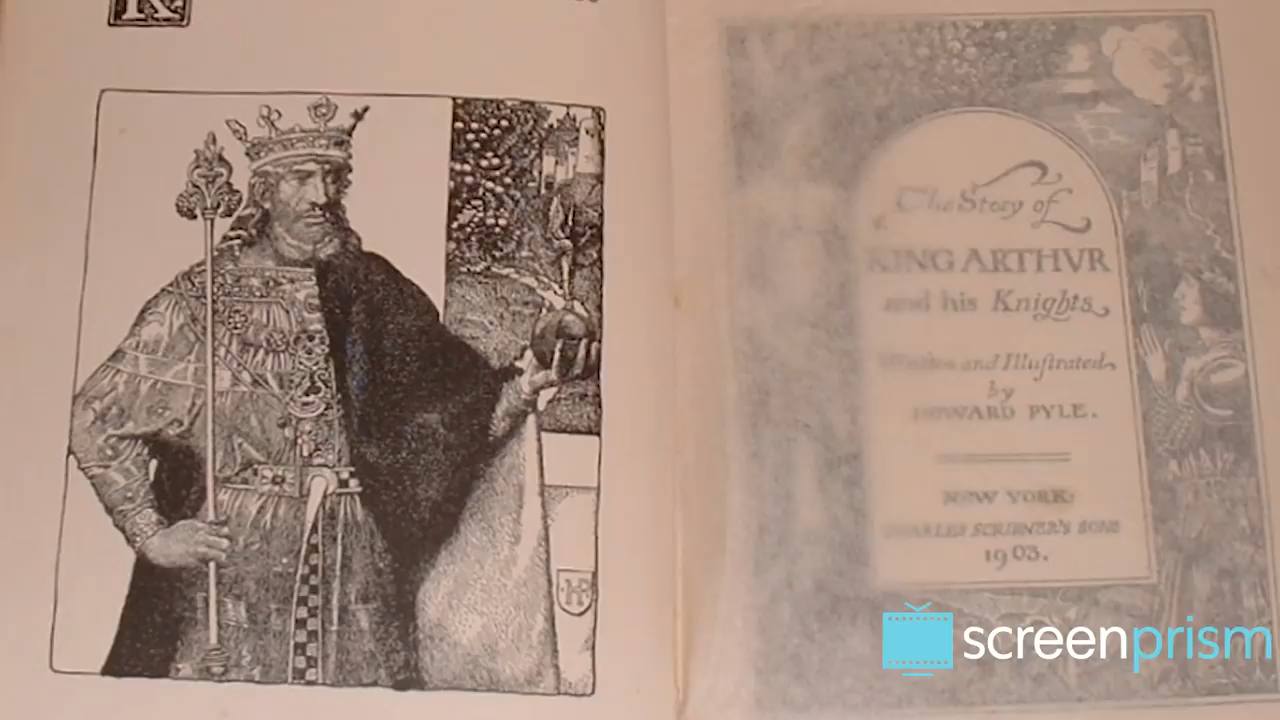 K
The Story of
KING ARTHVR
and his Knights
Written and Illustrated
by
HOWARD PYLE.
NEW YORK:
CHARLES SCRIBNER'S SONS
1903.
HP
screenprism